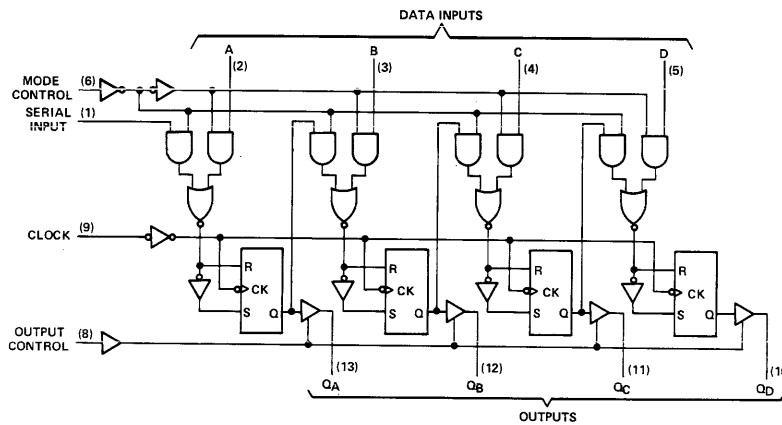 DATA INPUTS
A B C D
(2) (3) (4) (5)
MODE CONTROL (6)
SERIAL INPUT (1)
CLOCK (9)
R R R R
CK CK CK CK
S Q S Q S Q S Q
OUTPUT CONTROL (8)
(13) (12) (11) (10
QA QB QC QD
OUTPUTS